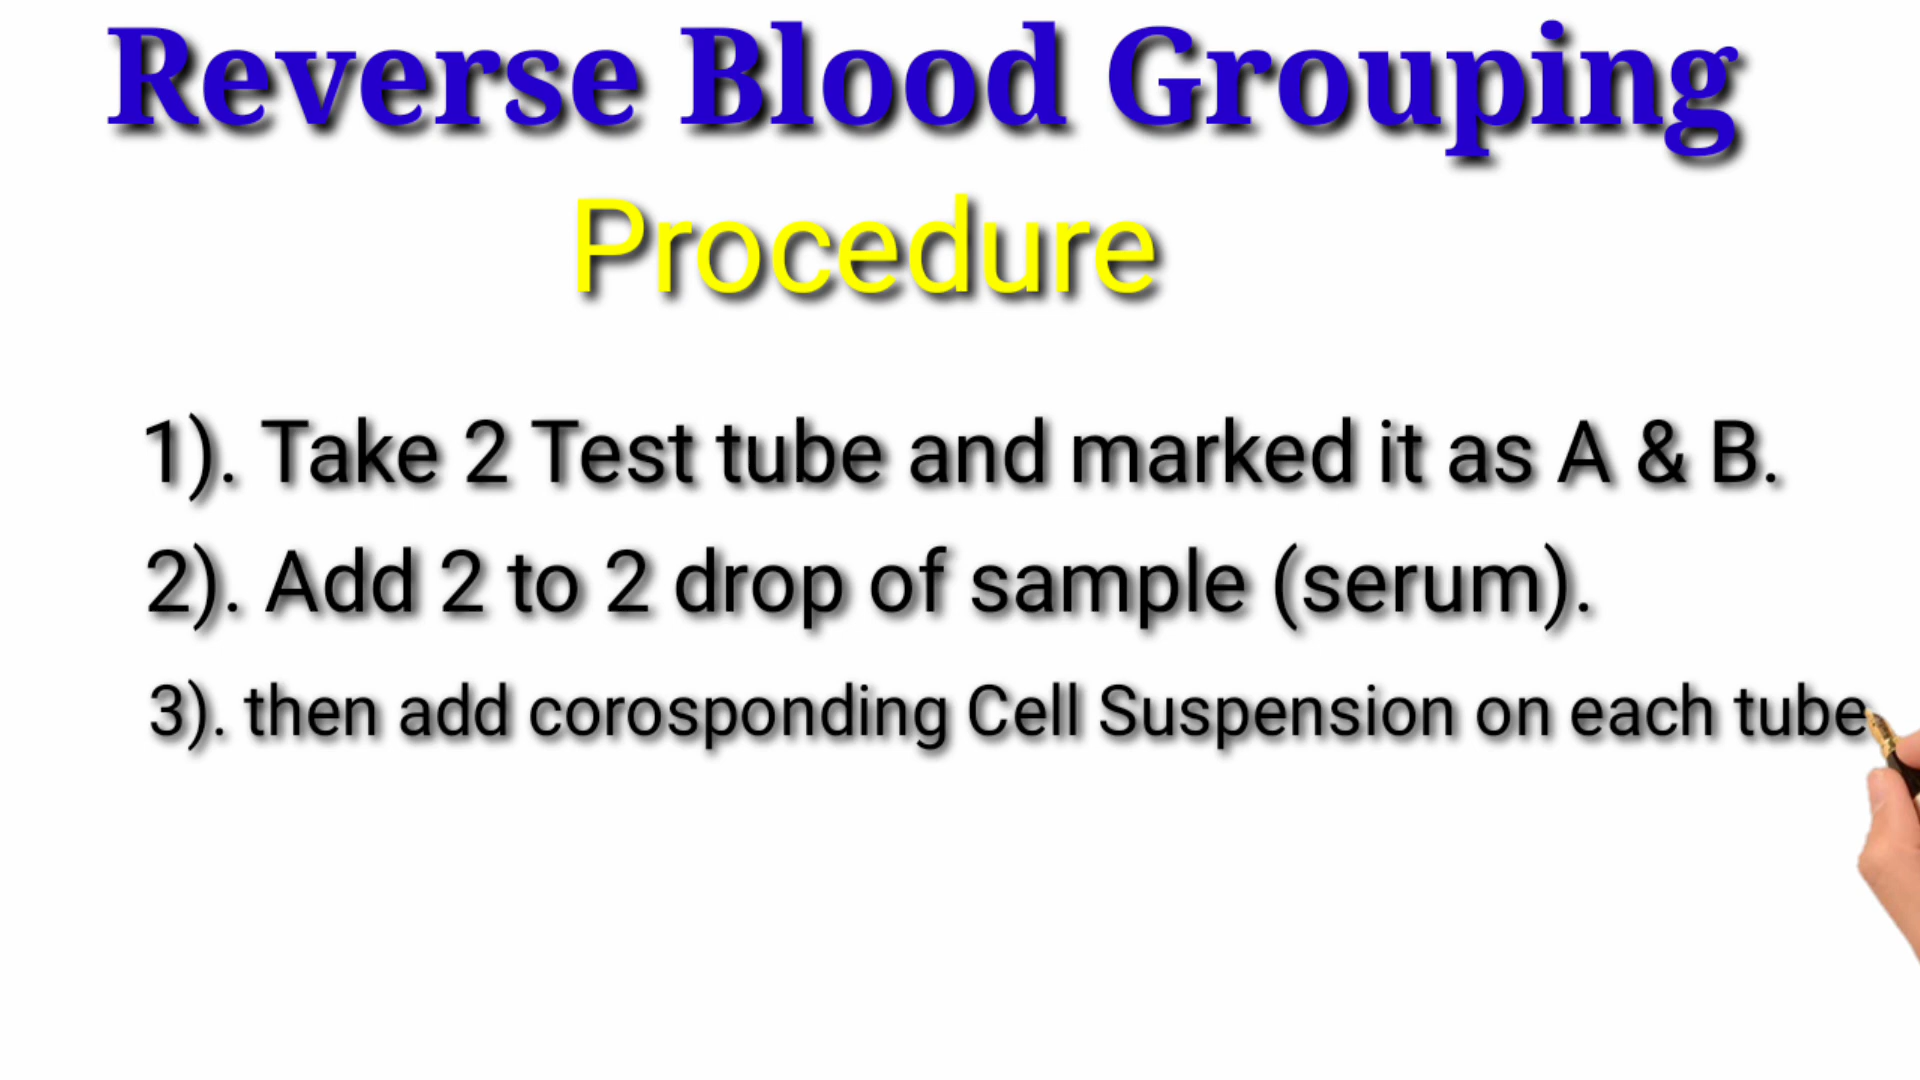 Reverse Blood Grouping
Procedure
1). Take 2 Test tube and marked it as A & B.
2). Add 2 to 2 drop of sample (serum).
3). then add corosponding Cell Suspension on each tube